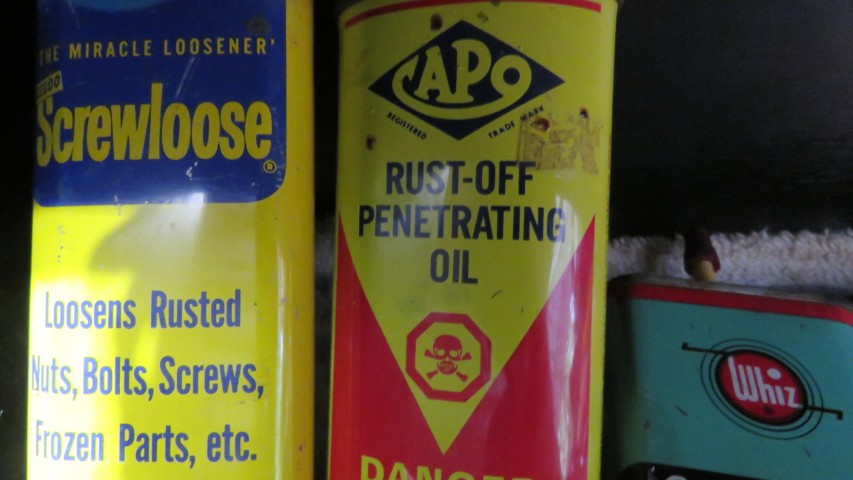 'THE MIRACLE LOOSENER'
Screwloose
®
Loosens Rusted
Nuts, Bolts, Screws,
Frozen Parts, etc.
CAPO
REGISTERED TRADE MARK
RUST-OFF
PENETRATING
OIL
DANGER
Whiz
®